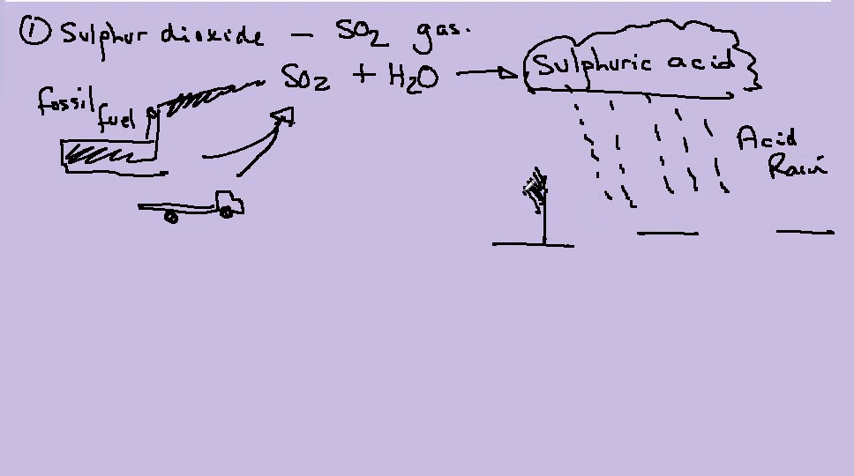 ① Sulphur dioxide – SO₂ gas.
SO₂ + H₂O → Sulphuric acid
fossil
fuel
Acid
Rain